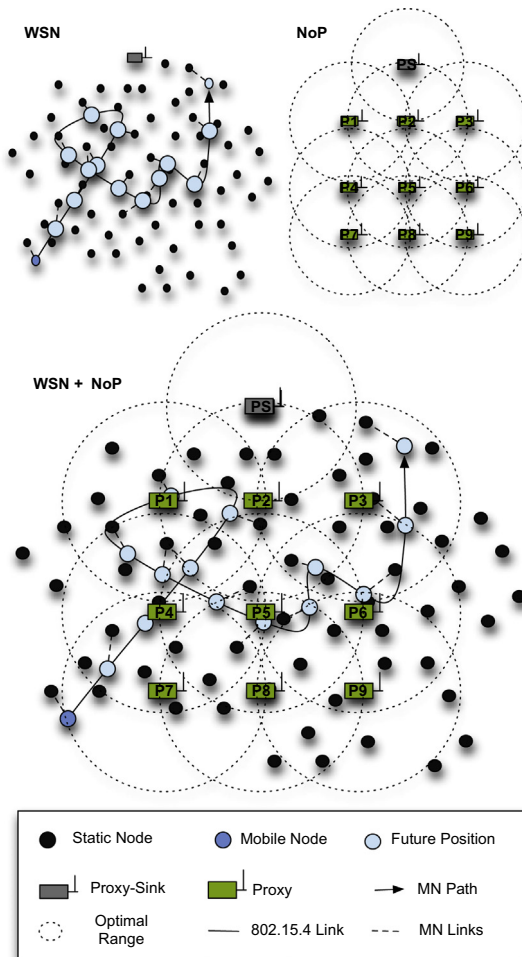 WSN
NoP
PS
P1 P2 P3
P4 P5 P6
P7 P8 P9
WSN + NoP
PS
P1 P2 P3
P4 P5 P6
P7 P8 P9
Static Node
Mobile Node
Future Position
Proxy-Sink
Proxy
MN Path
Optimal
Range
802.15.4 Link
MN Links